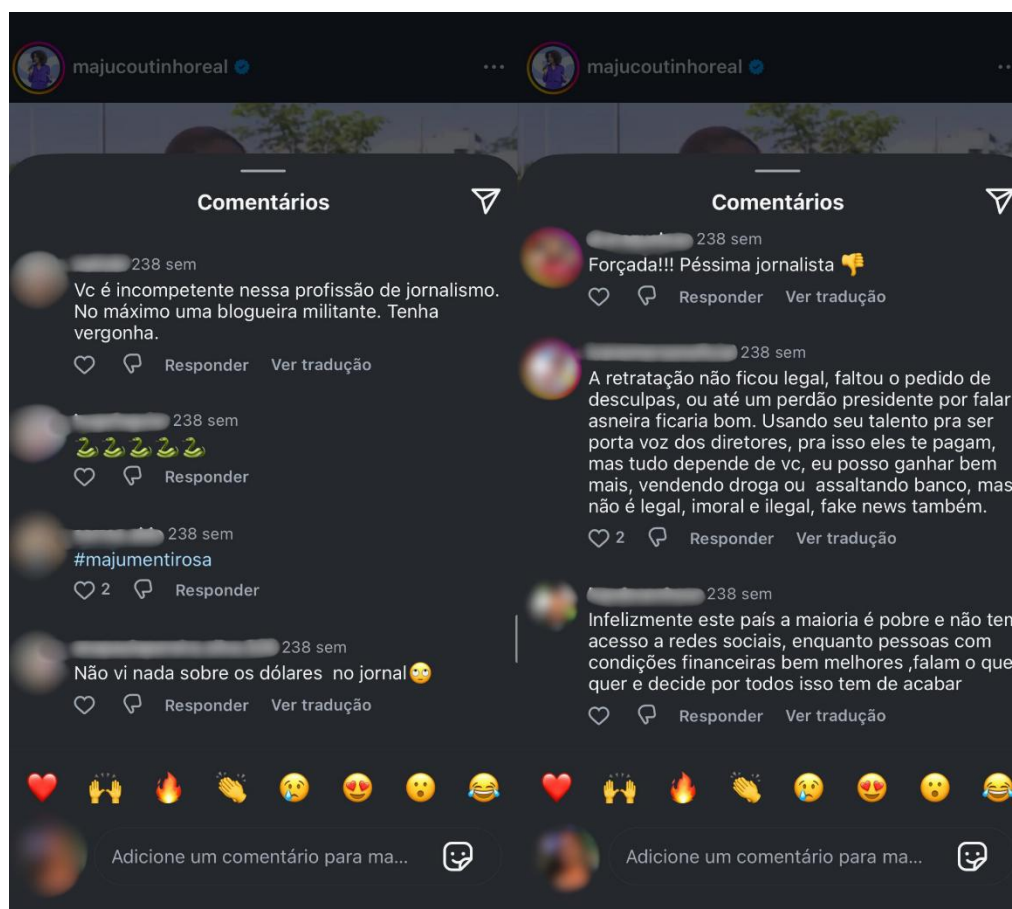 majucoutinhoreal
Comentários
238 sem
Vc é incompetente nessa profissão de jornalismo.
No máximo uma blogueira militante. Tenha
vergonha.
Responder Ver tradução
238 sem
🐍🐍🐍🐍🐍
Responder
238 sem
#majumentirosa
2 Responder
238 sem
Não vi nada sobre os dólares no jornal🙄
Responder Ver tradução
❤️ 🙌 🔥 👏 😢 😍 😮 😂
Adicione um comentário para ma...
majucoutinhoreal
Comentários
238 sem
Forçada!!! Péssima jornalista 👎
Responder Ver tradução
238 sem
A retratação não ficou legal, faltou o pedido de
desculpas, ou até um perdão presidente por falar
asneira ficaria bom. Usando seu talento pra ser
porta voz dos diretores, pra isso eles te pagam,
mas tudo depende de vc, eu posso ganhar bem
mais, vendendo droga ou assaltando banco, mas
não é legal, imoral e ilegal, fake news também.
2 Responder Ver tradução
238 sem
Infelizmente este país a maioria é pobre e não tem
acesso a redes sociais, enquanto pessoas com
condições financeiras bem melhores ,falam o que
quer e decide por todos isso tem de acabar
Responder Ver tradução
❤️ 🙌 🔥 👏 😢 😍 😮 😂
Adicione um comentário para ma...